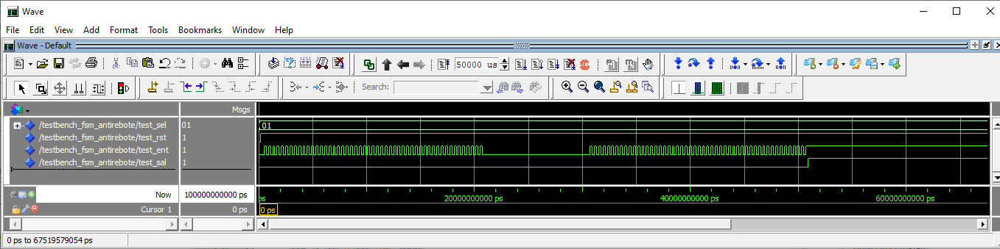 Wave
File Edit View Add Format Tools Bookmarks Window Help
Wave - Default
50000 us
Search:
Msgs
/testbench_fsm_antirebote/test_sel 01 01
/testbench_fsm_antirebote/test_rst 1
/testbench_fsm_antirebote/test_ent 1
/testbench_fsm_antirebote/test_sal 1
Now 100000000000 ps ps 20000000000 ps 40000000000 ps 60000000000 ps
Cursor 1 0 ps 0 ps
0 ps to 67519579054 ps